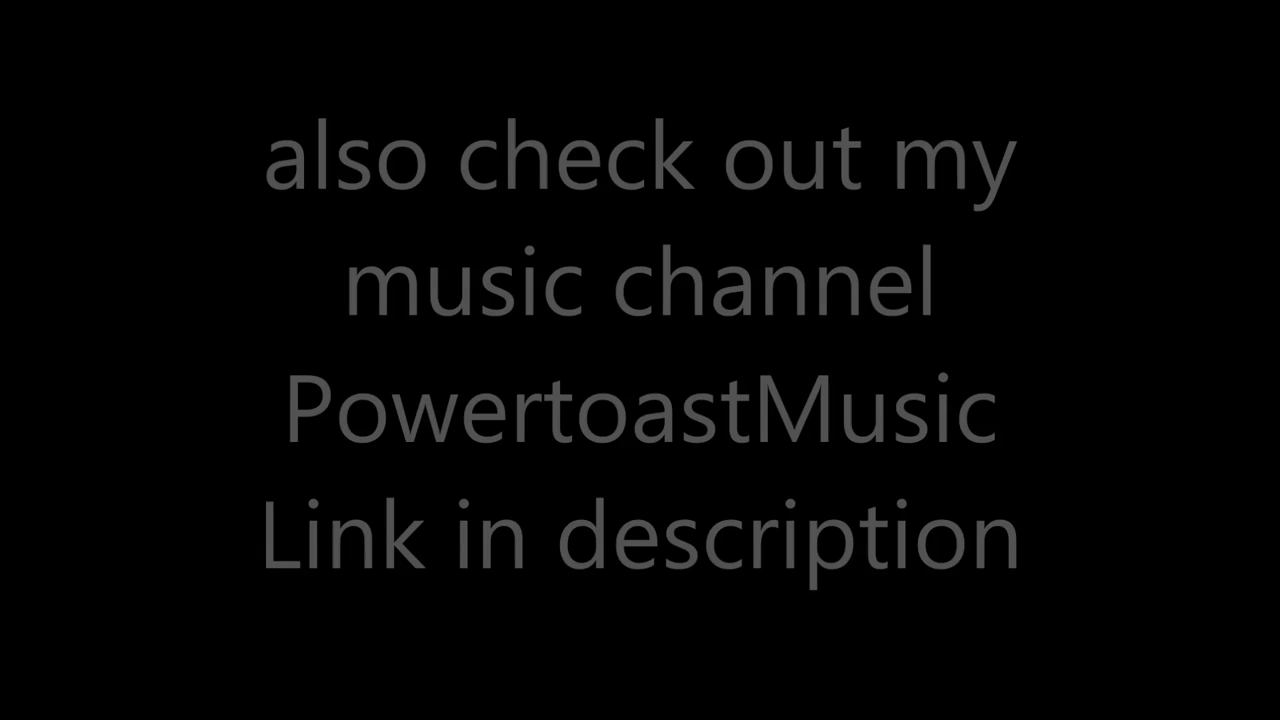 also check out my
music channel
PowertoastMusic
Link in description